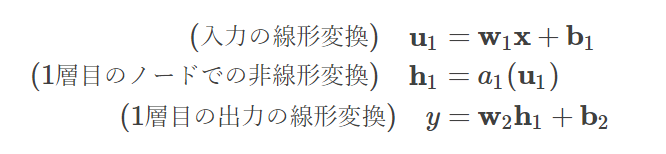 (入力の線形変換) u₁ = w₁x + b₁
(1層目のノードでの非線形変換) h₁ = a₁(u₁)
(1層目の出力の線形変換) y = w₂h₁ + b₂